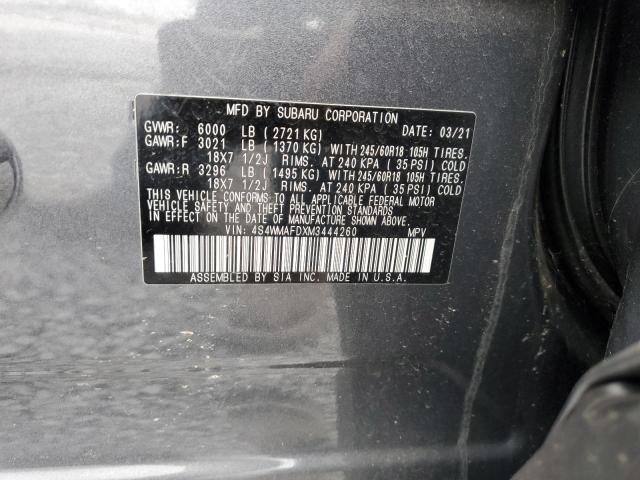 MFD BY SUBARU CORPORATION
GVWR: 6000 LB (2721 KG) DATE: 03/21
GAWR:F 3021 LB (1370 KG) WITH 245/60R18 105H TIRES.
18X7 1/2J RIMS. AT 240 KPA (35 PSI) COLD
GAWR:R 3296 LB (1495 KG) WITH 245/60R18 105H TIRES.
18X7 1/2J RIMS. AT 240 KPA (35 PSI) COLD
THIS VEHICLE CONFORMS TO ALL APPLICABLE FEDERAL MOTOR
VEHICLE SAFETY AND THEFT PREVENTION STANDARDS
IN EFFECT ON THE DATE OF MANUFACTURE SHOWN ABOVE.
VIN: 4S4WMAFDXM3444260 MPV
ASSEMBLED BY SIA INC. MADE IN U.S.A.